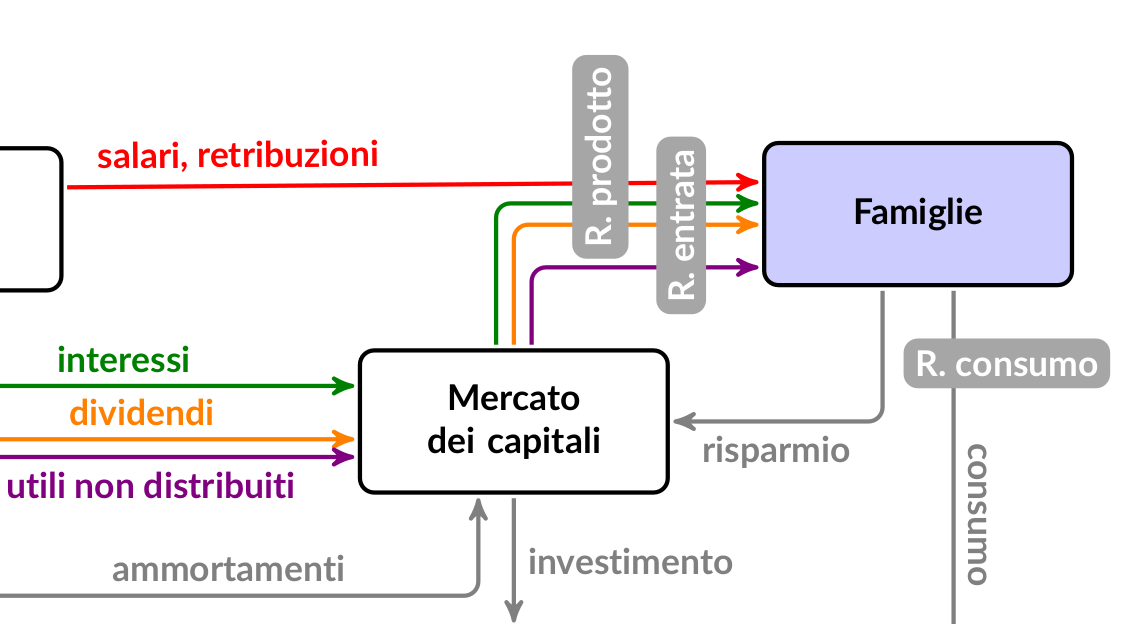 R. prodotto
salari, retribuzioni
R. entrata
Famiglie
interessi
dividendi
utili non distribuiti
Mercato
dei capitali
R. consumo
risparmio
consumo
ammortamenti
investimento